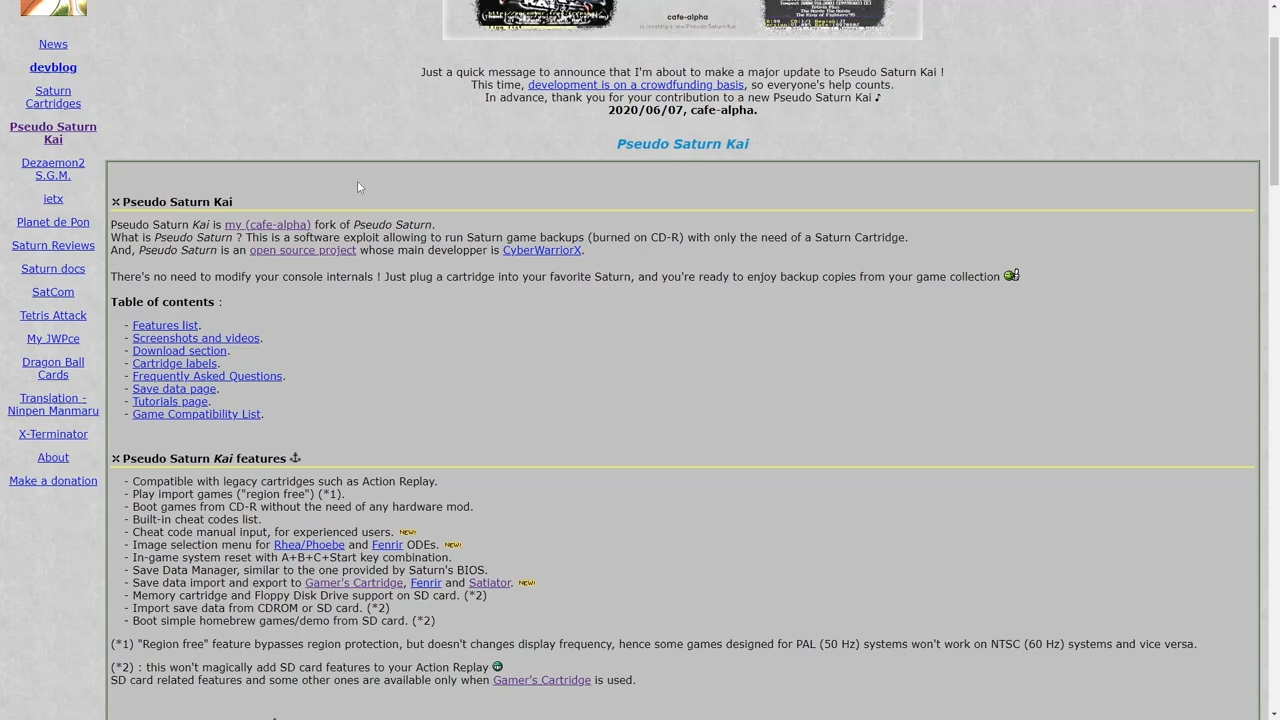 cafe-alpha
is creating a new Pseudo Saturn Kai
News
devblog
Saturn
Cartridges
Pseudo Saturn
Kai
Dezaemon2
S.G.M.
ietx
Planet de Pon
Saturn Reviews
Saturn docs
SatCom
Tetris Attack
My JWPce
Dragon Ball
Cards
Translation -
Ninpen Manmaru
X-Terminator
About
Make a donation
Just a quick message to announce that I'm about to make a major update to Pseudo Saturn Kai !
This time, development is on a crowdfunding basis, so everyone's help counts.
In advance, thank you for your contribution to a new Pseudo Saturn Kai ♪
2020/06/07, cafe-alpha.
Pseudo Saturn Kai
Pseudo Saturn Kai
Pseudo Saturn Kai is my (cafe-alpha) fork of Pseudo Saturn.
What is Pseudo Saturn ? This is a software exploit allowing to run Saturn game backups (burned on CD-R) with only the need of a Saturn Cartridge.
And, Pseudo Saturn is an open source project whose main developper is CyberWarriorX.
There's no need to modify your console internals ! Just plug a cartridge into your favorite Saturn, and you're ready to enjoy backup copies from your game collection
Table of contents :
- Features list.
- Screenshots and videos.
- Download section.
- Cartridge labels.
- Frequently Asked Questions.
- Save data page.
- Tutorials page.
- Game Compatibility List.
Pseudo Saturn Kai features
- Compatible with legacy cartridges such as Action Replay.
- Play import games ("region free") (*1).
- Boot games from CD-R without the need of any hardware mod.
- Built-in cheat codes list.
- Cheat code manual input, for experienced users. NEW!
- Image selection menu for Rhea/Phoebe and Fenrir ODEs. NEW!
- In-game system reset with A+B+C+Start key combination.
- Save Data Manager, similar to the one provided by Saturn's BIOS.
- Save data import and export to Gamer's Cartridge, Fenrir and Satiator. NEW!
- Memory cartridge and Floppy Disk Drive support on SD card. (*2)
- Import save data from CDROM or SD card. (*2)
- Boot simple homebrew games/demo from SD card. (*2)
(*1) "Region free" feature bypasses region protection, but doesn't changes display frequency, hence some games designed for PAL (50 Hz) systems won't work on NTSC (60 Hz) systems and vice versa.
(*2) : this won't magically add SD card features to your Action Replay
SD card related features and some other ones are available only when Gamer's Cartridge is used.